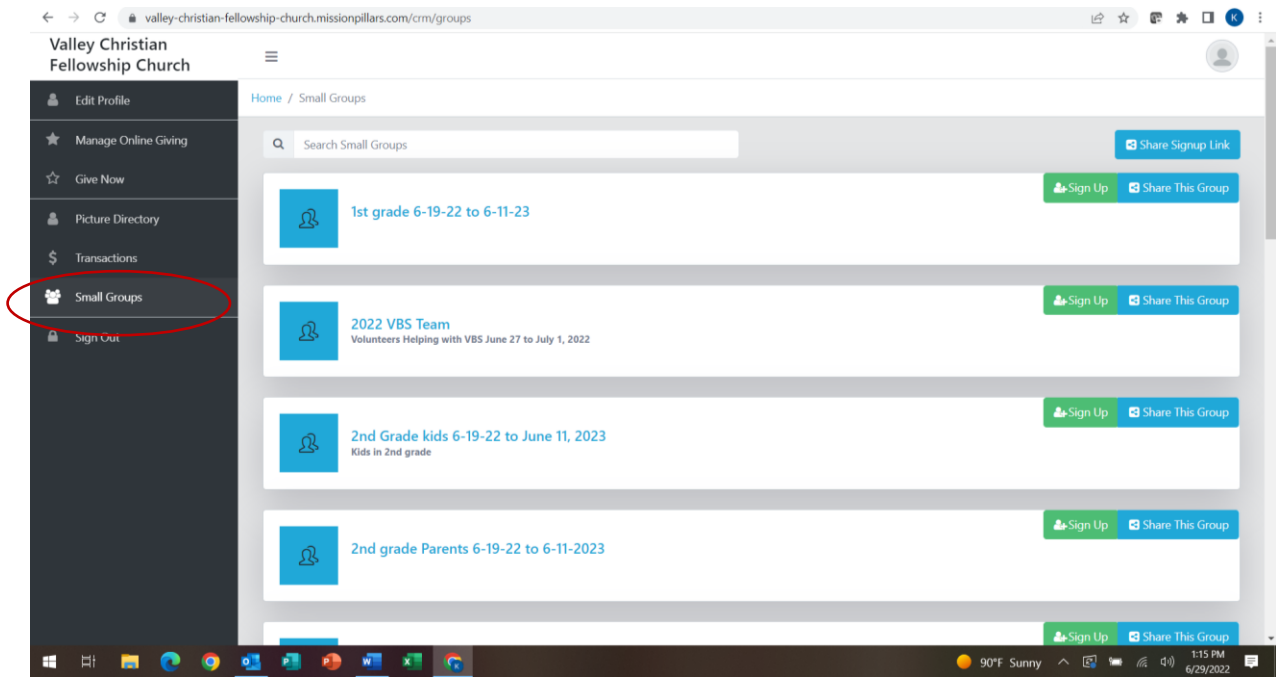 valley-christian-fellowship-church.missionpillars.com/crm/groups
K
Valley Christian
Fellowship Church
Edit Profile
Manage Online Giving
Give Now
Picture Directory
$ Transactions
Small Groups
Sign Out
Home / Small Groups
Search Small Groups
Share Signup Link
Sign Up Share This Group
1st grade 6-19-22 to 6-11-23
Sign Up Share This Group
2022 VBS Team
Volunteers Helping with VBS June 27 to July 1, 2022
Sign Up Share This Group
2nd Grade kids 6-19-22 to June 11, 2023
Kids in 2nd grade
Sign Up Share This Group
2nd grade Parents 6-19-22 to 6-11-2023
Sign Up Share This Group
90°F Sunny
1:15 PM
6/29/2022